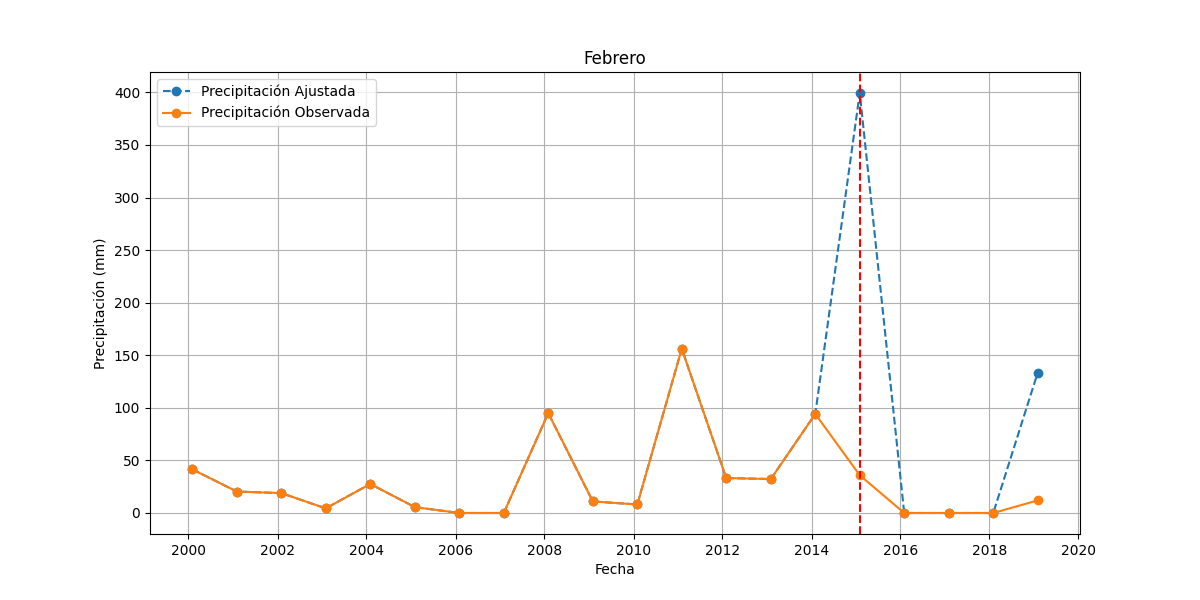 Febrero
Precipitación Ajustada
Precipitación Observada
400
350
300
250
200
150
100
50
0
Precipitación (mm)
2000 2002 2004 2006 2008 2010 2012 2014 2016 2018 2020
Fecha